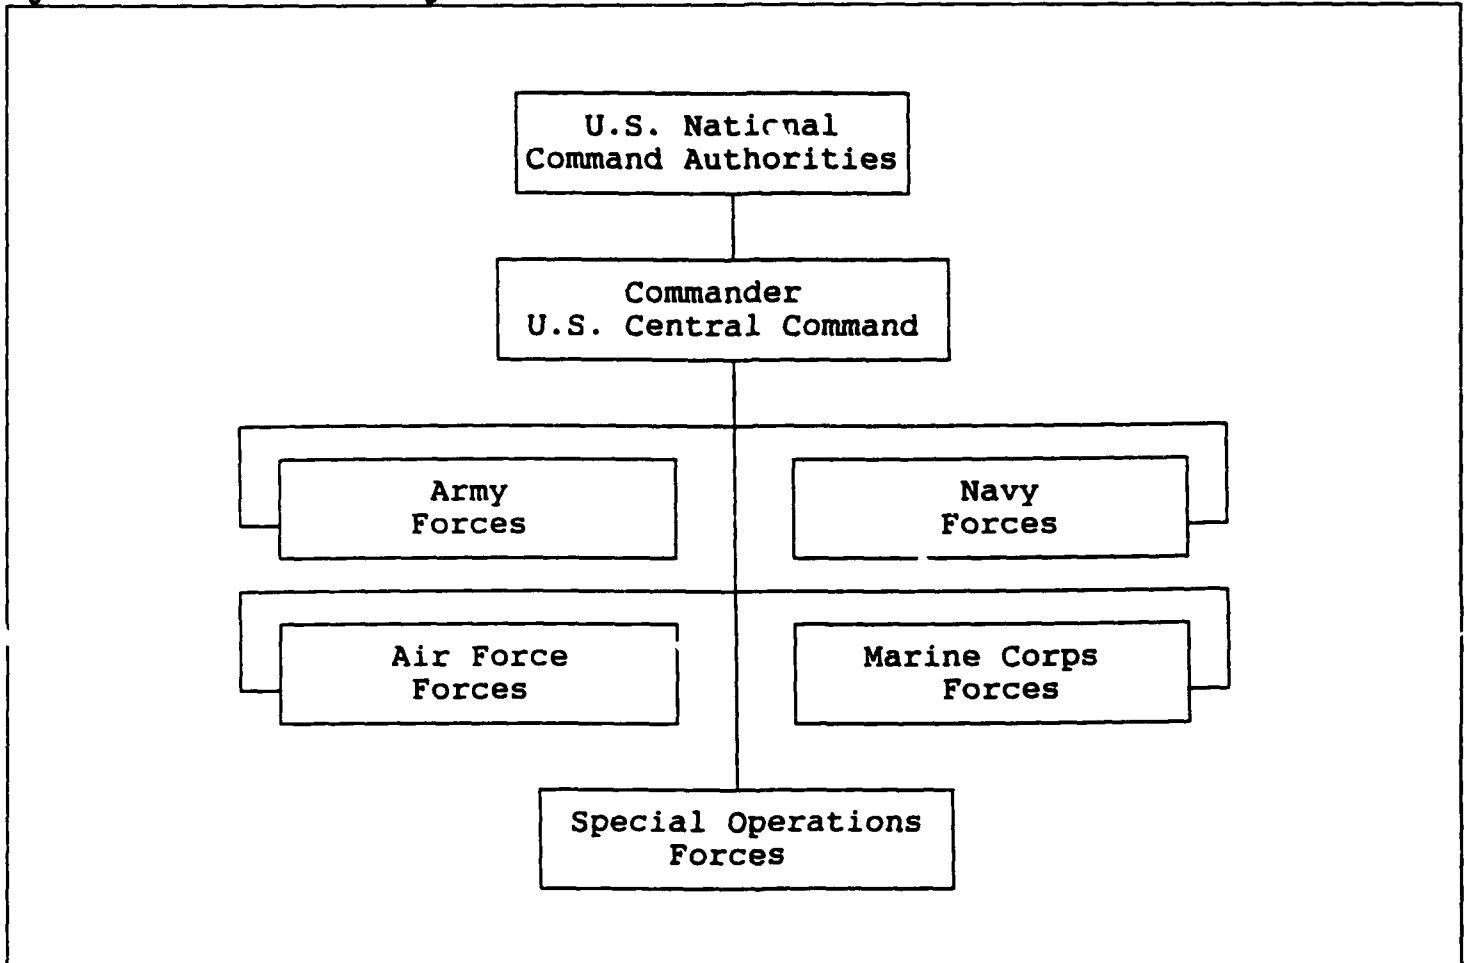 U.S. National
Command Authorities
Commander
U.S. Central Command
Army
Forces
Navy
Forces
Air Force
Forces
Marine Corps
Forces
Special Operations
Forces